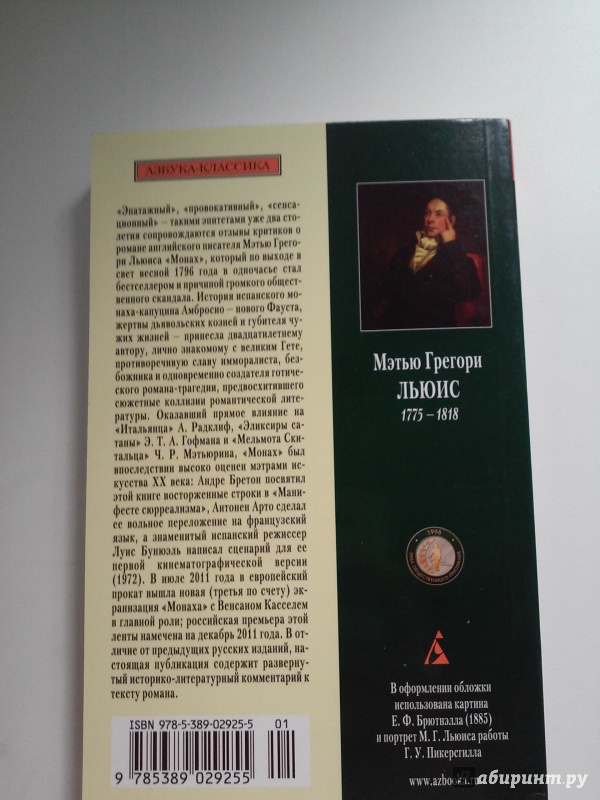 АЗБУКА-КЛАССИКА
«Эпатажный», «провокативный», «сенса-
ционный» – такими эпитетами уже два сто-
летия сопровождаются отзывы критиков о
романе английского писателя Мэтью Грего-
ри Льюиса «Монах», который по выходе в
свет весной 1796 года в одночасье стал
бестселлером и причиной громкого общест-
венного скандала. История испанского мо-
наха-капуцина Амбросио – нового Фауста,
жертвы дьявольских козней и губителя чу-
жих жизней – принесла двадцатилетнему
автору, лично знакомому с великим Гете,
противоречивую славу имморалиста, без-
божника и одновременно создателя готиче-
ского романа-трагедии, предвосхитившего
сюжетные коллизии романтической лите-
ратуры. Оказавший прямое влияние на
«Итальянца» А. Радклиф, «Эликсиры са-
таны» Э. Т. А. Гофмана и «Мельмота Ски-
тальца» Ч. Р. Мэтьюрина, «Монах» был
впоследствии высоко оценен мэтрами ис-
кусства XX века: Андре Бретон посвятил
этой книге восторженные строки в «Мани-
фесте сюрреализма», Антонен Арто сделал
ее вольное переложение на французский
язык, а знаменитый испанский режиссер
Луис Бунюэль написал сценарий для ее
первой кинематографической версии
(1972). В июле 2011 года в европейский
прокат вышла новая (третья по счету) эк-
ранизация «Монаха» с Венсаном Касселем
в главной роли; российская премьера этой
ленты намечена на декабрь 2011 года. В от-
личие от предыдущих русских изданий, на-
стоящая публикация содержит разверну-
тый историко-литературный комментарий к
тексту романа.
ISBN 978-5-389-02925-5 01
9 785389 029255
Мэтью Грегори
ЛЬЮИС
1775 – 1818
1998
В оформлении обложки
использована картина
Е. Ф. Брютнэлла (1885)
и портрет М. Г. Льюиса работы
Г. У. Пикерсгилла
www.azbooka.ru
абиринт.ру